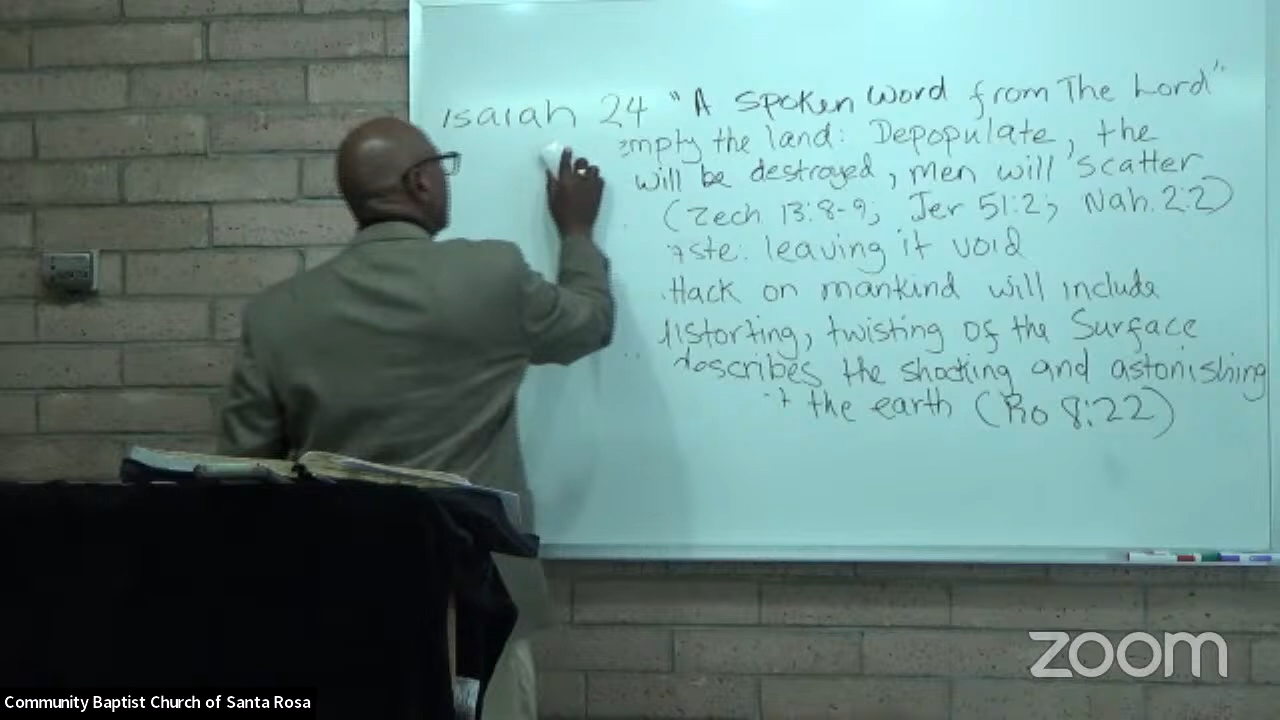 Isaiah 24 "A spoken word from The Lord"
empty the land: Depopulate, the
will be destroyed, men will scatter
(Zech 13:8-9; Jer 51:2; Nah. 2:2)
leaving it void
on mankind will include
distorting, twisting of the Surface
describes the shocking and astonishing
the earth (Ro 8:22)
zoom
Community Baptist Church of Santa Rosa